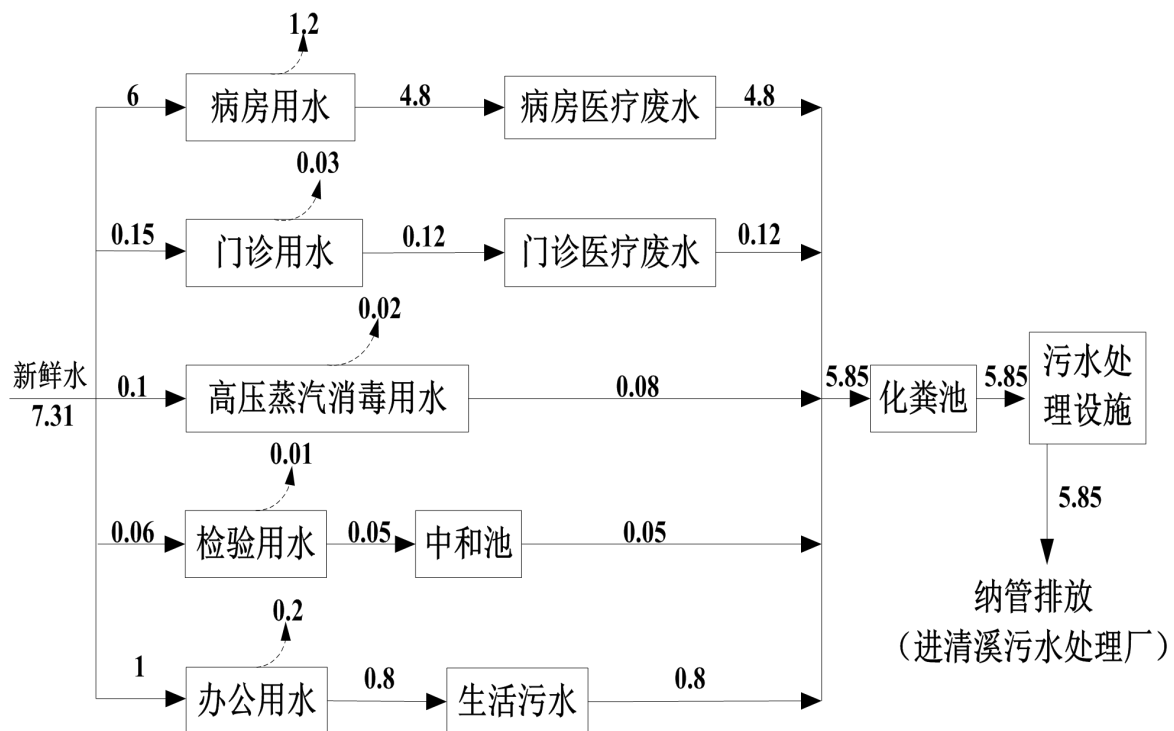 1.2
6
病房用水
4.8
病房医疗废水
4.8
0.03
0.15
门诊用水
0.12
门诊医疗废水
0.12
0.02
新鲜水
7.31
0.1
高压蒸汽消毒用水
0.08
5.85
化粪池
5.85
污水处
理设施
0.01
0.06
检验用水
0.05
中和池
0.05
5.85
纳管排放
（进清溪污水处理厂）
0.2
1
办公用水
0.8
生活污水
0.8